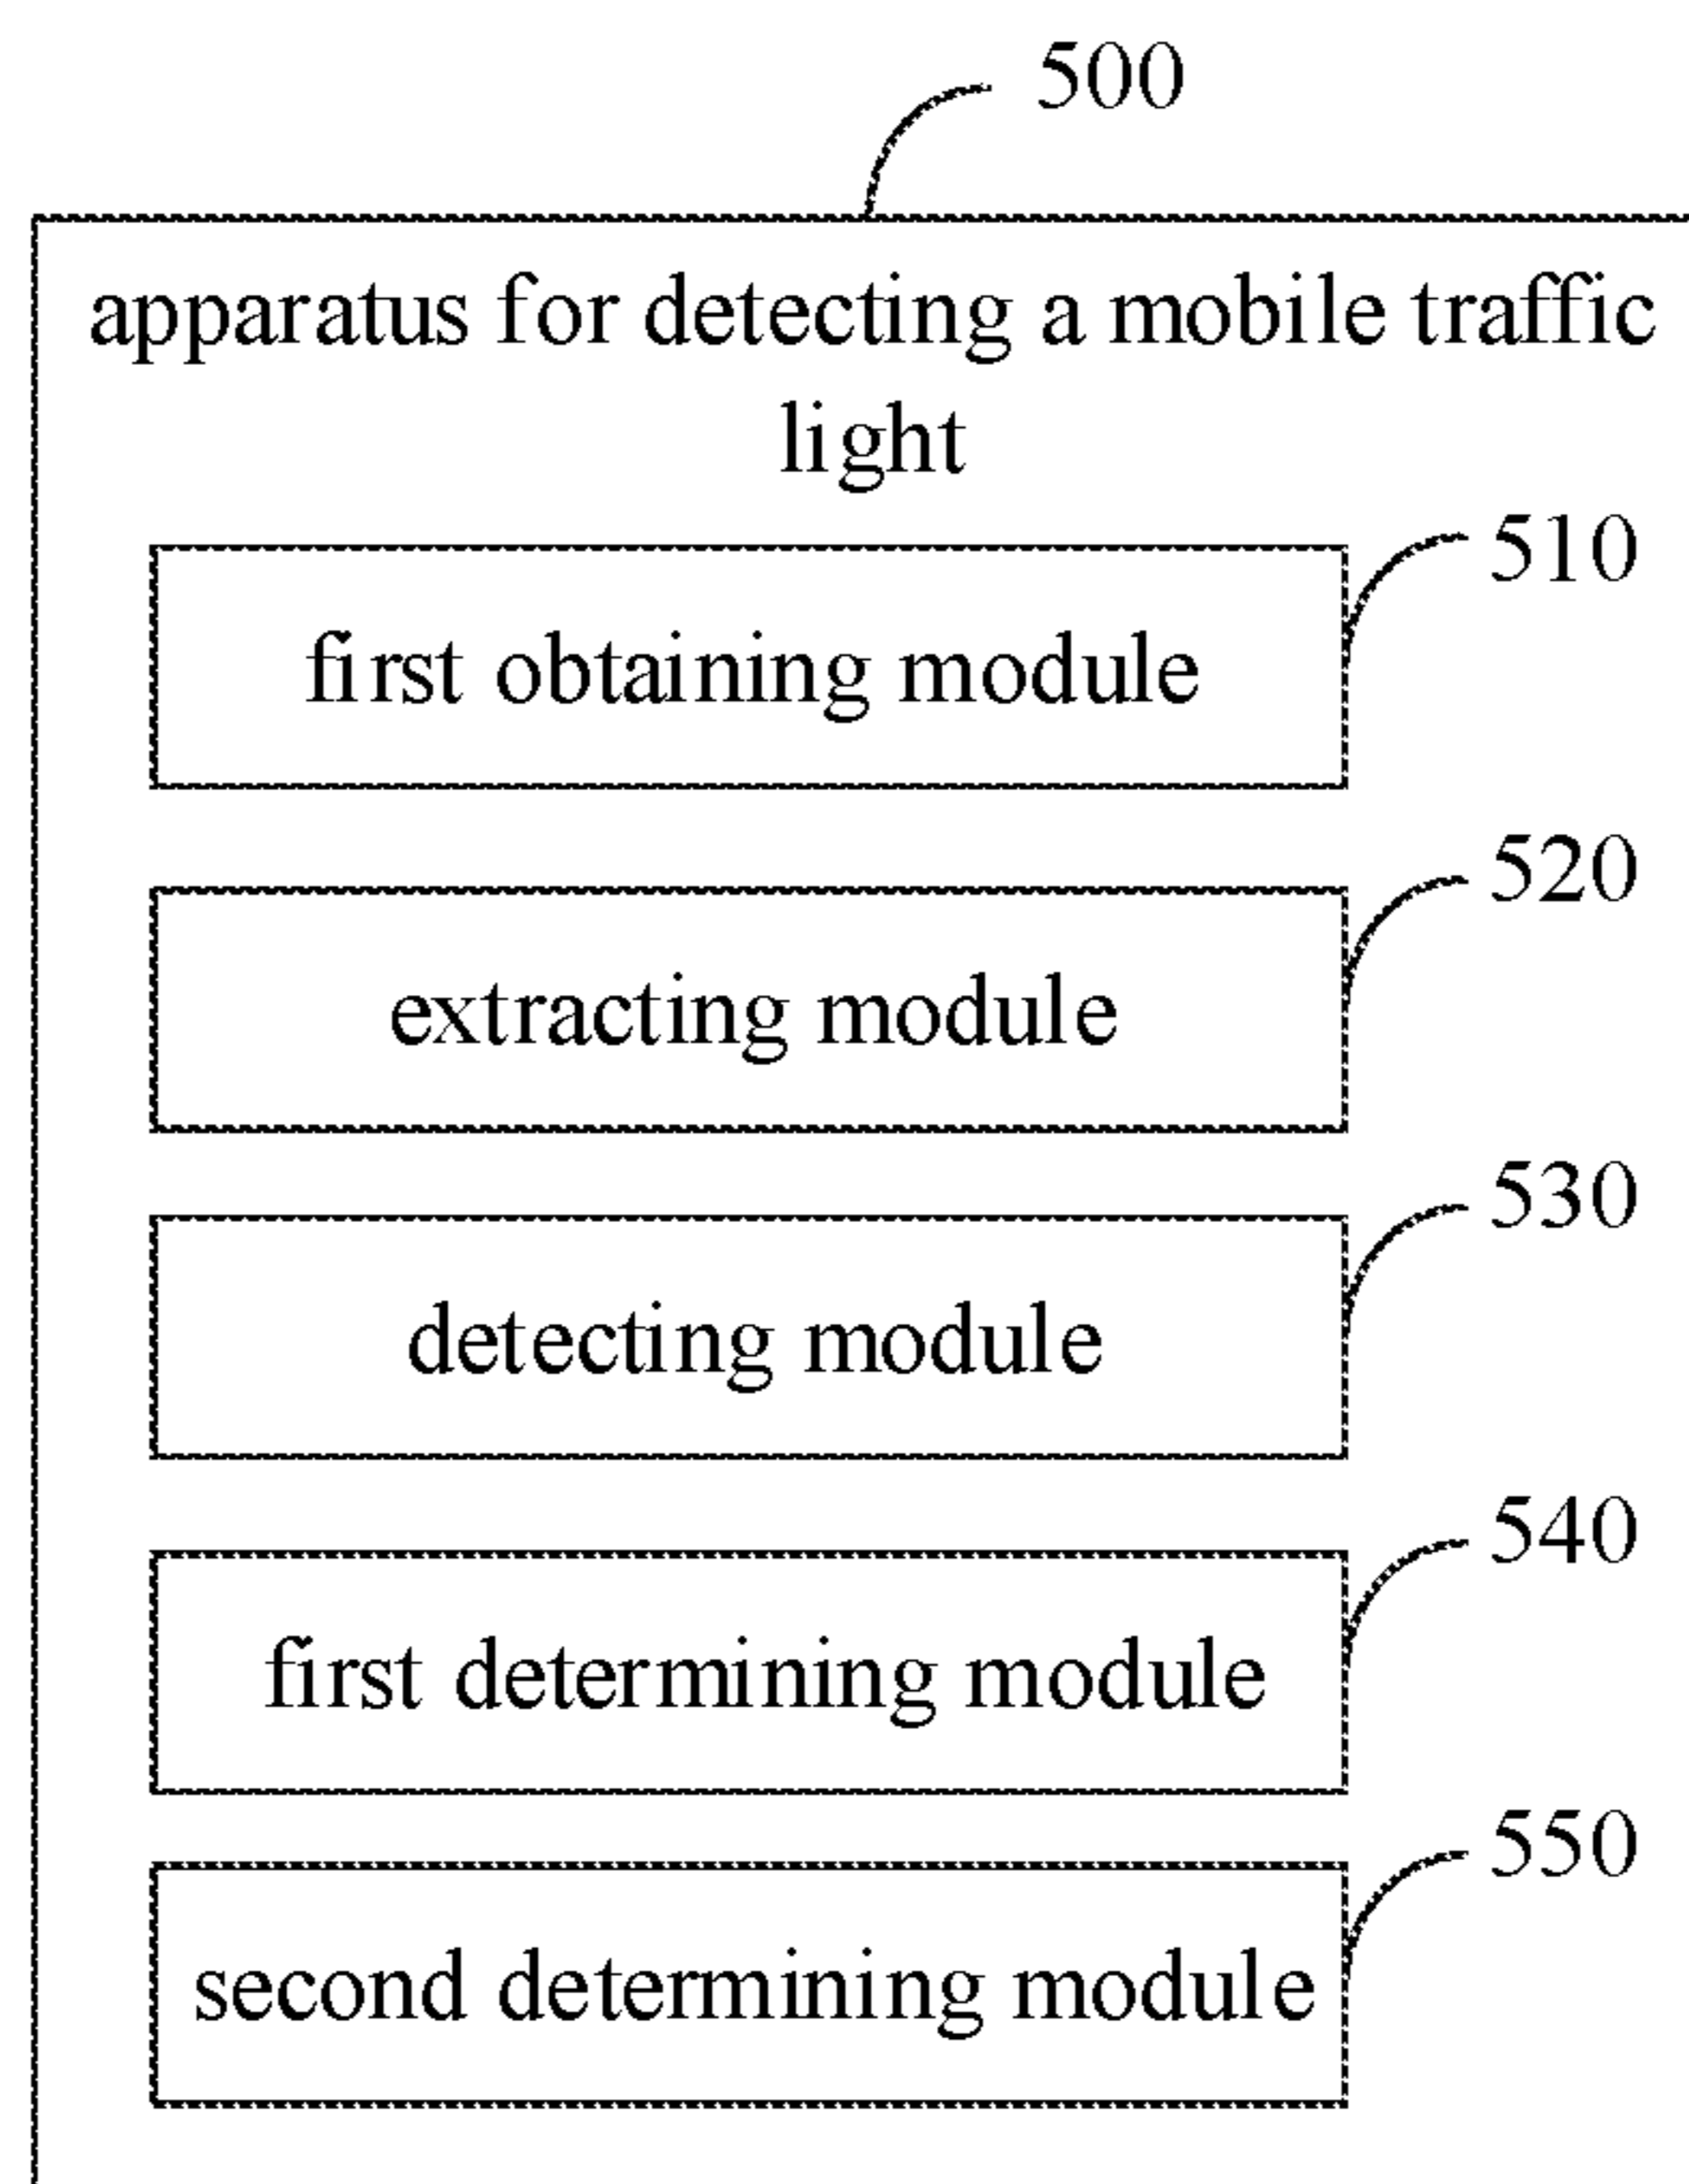 500
apparatus for detecting a mobile traffic
light
510
first obtaining module
520
extracting module
530
detecting module
540
first determining module
550
second determining module